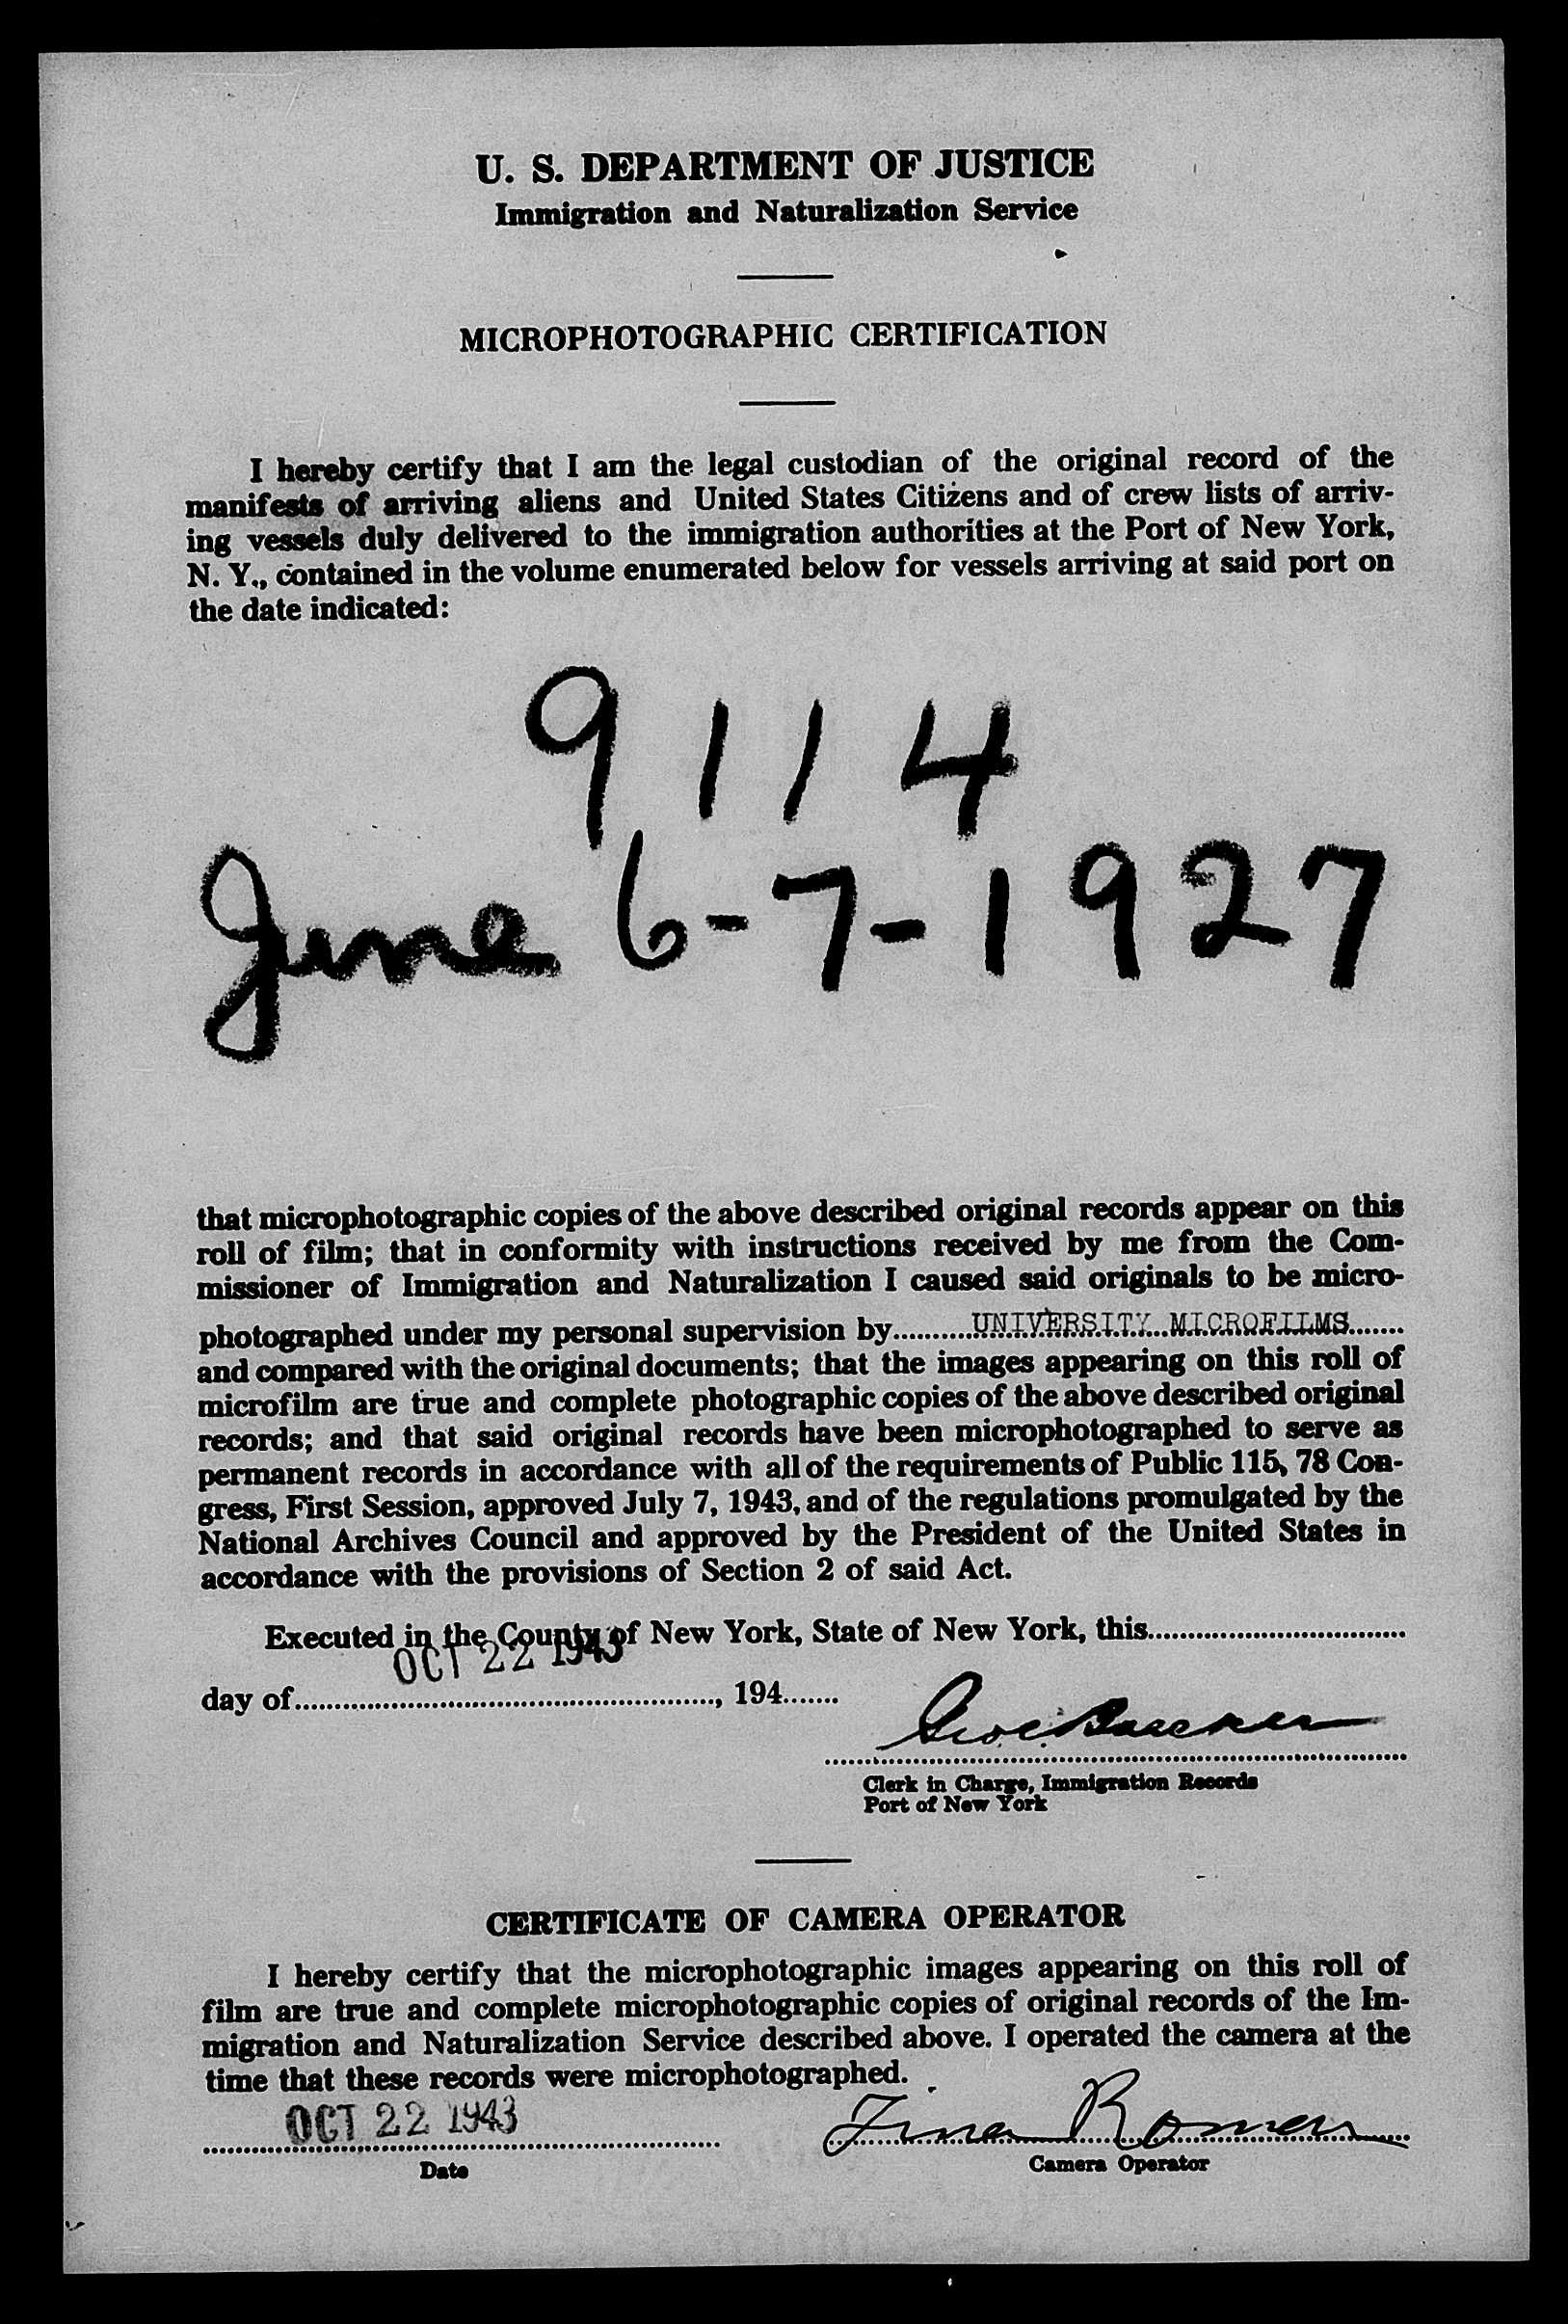 U. S. DEPARTMENT OF JUSTICE
Immigration and Naturalization Service
MICROPHOTOGRAPHIC CERTIFICATION
I hereby certify that I am the legal custodian of the original record of the
manifests of arriving aliens and United States Citizens and of crew lists of arriv-
ing vessels duly delivered to the immigration authorities at the Port of New York,
N. Y., contained in the volume enumerated below for vessels arriving at said port on
the date indicated:
9114
June 6-7-1927
that microphotographic copies of the above described original records appear on this
roll of film; that in conformity with instructions received by me from the Com-
missioner of Immigration and Naturalization I caused said originals to be micro-
photographed under my personal supervision by UNIVERSITY MICROFILMS
and compared with the original documents; that the images appearing on this roll of
microfilm are true and complete photographic copies of the above described original
records; and that said original records have been microphotographed to serve as
permanent records in accordance with all of the requirements of Public 115, 78 Con-
gress, First Session, approved July 7, 1943, and of the regulations promulgated by the
National Archives Council and approved by the President of the United States in
accordance with the provisions of Section 2 of said Act.
Executed in the County of New York, State of New York, this
OCT 22 1943
day of, 194
Clerk in Charge, Immigration Records
Port of New York
CERTIFICATE OF CAMERA OPERATOR
I hereby certify that the microphotographic images appearing on this roll of
film are true and complete microphotographic copies of original records of the Im-
migration and Naturalization Service described above. I operated the camera at the
time that these records were microphotographed.
OCT 22 1943
Date
Camera Operator